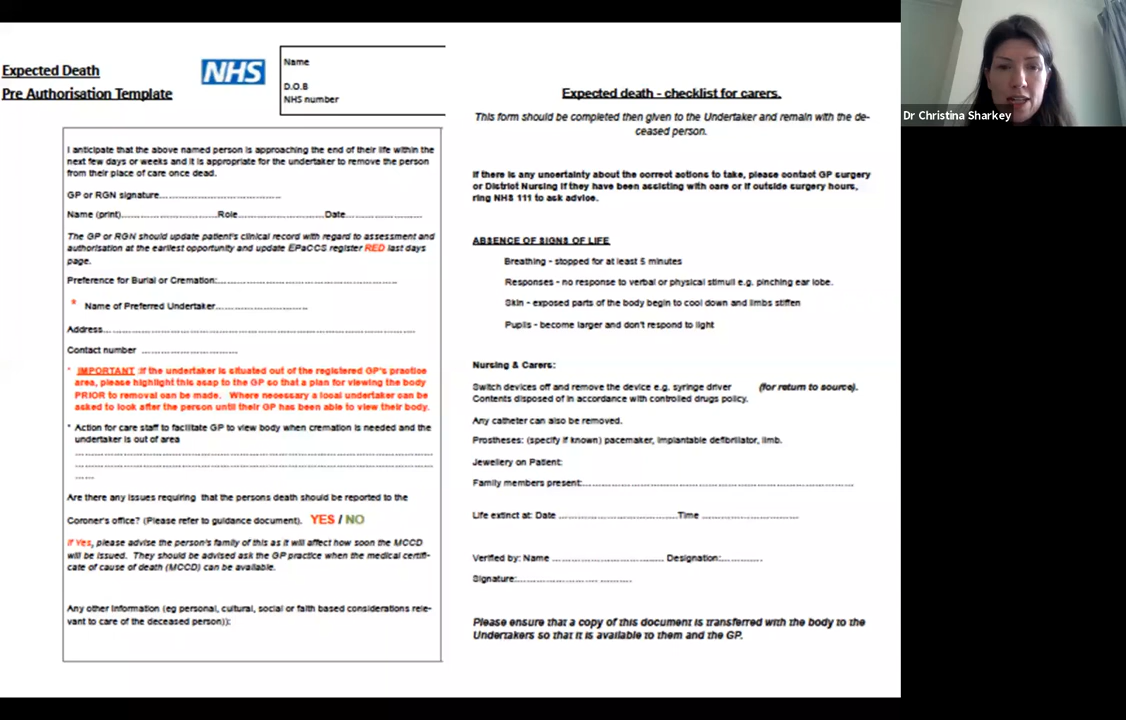 Expected Death
Pre Authorisation Template
NHS
Name
D.O.B
NHS number
I anticipate that the above named person is approaching the end of their life within the
next few days or weeks and it is appropriate for the undertaker to remove the person
from their place of care once dead.
GP or RGN signature...............................................
Name (print)......................................Role.................................Date..............................
The GP or RGN should update patient's clinical record with regard to assessment and
authorisation at the earliest opportunity and update EPaCCS register RED last days
page.
Preference for Burial or Cremation:.......................................................................
* Name of Preferred Undertaker....................................
Address..............................................................................................................
Contact number .....................................
* IMPORTANT :If the undertaker is situated out of the registered GP's practice
area, please highlight this asap to the GP so that a plan for viewing the body
PRIOR to removal can be made. Where necessary a local undertaker can be
asked to look after the person until their GP has been able to view their body.
* Action for care staff to facilitate GP to view body when cremation is needed and the
undertaker is out of area
..........................................................................................................................
..........................................................................................................................
......
Are there any issues requiring that the persons death should be reported to the
Coroner's office? (Please refer to guidance document). YES / NO
If Yes, please advise the person's family of this as it will affect how soon the MCCD
will be issued. They should be advised ask the GP practice when the medical certifi-
cate of cause of death (MCCD) can be available.
Any other information (eg personal, cultural, social or faith based considerations rele-
vant to care of the deceased person)):
Expected death - checklist for carers.
This form should be completed then given to the Undertaker and remain with the de-
ceased person.
If there is any uncertainty about the correct actions to take, please contact GP surgery
or District Nursing if they have been assisting with care or if outside surgery hours,
ring NHS 111 to ask advice.
ABSENCE OF SIGNS OF LIFE
Breathing - stopped for at least 5 minutes
Responses - no response to verbal or physical stimuli e.g. pinching ear lobe.
Skin - exposed parts of the body begin to cool down and limbs stiffen
Pupils - become larger and don't respond to light
Nursing & Carers:
Switch devices off and remove the device e.g. syringe driver (for return to source).
Contents disposed of in accordance with controlled drugs policy.
Any catheter can also be removed.
Prostheses: (specify if known) pacemaker, implantable defibrillator, limb.
Jewellery on Patient:
Family members present:..........................................................................................
Life extinct at: Date .......................................Time ................................
Verified by: Name .................................... Designation:.............
Signature:........................... ..........
Please ensure that a copy of this document is transferred with the body to the
Undertakers so that it is available to them and the GP.
Dr Christina Sharkey